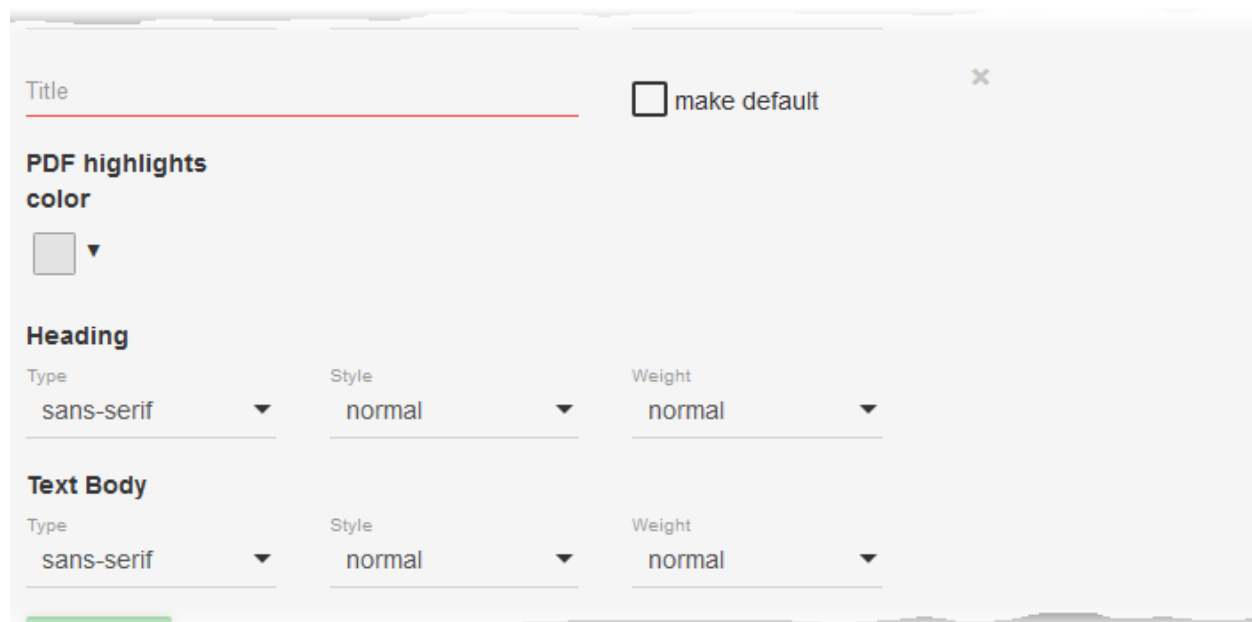 Title
make default
×
PDF highlights
color
Heading
Type Style Weight
sans-serif normal normal
Text Body
Type Style Weight
sans-serif normal normal